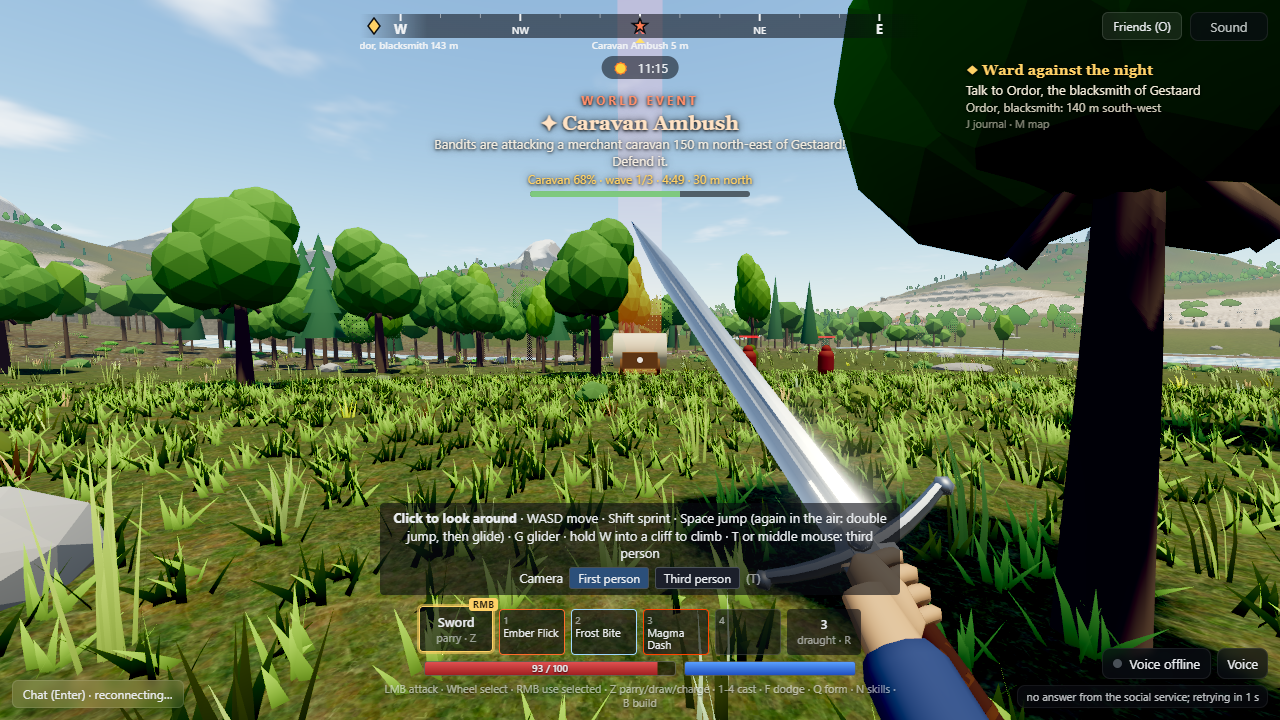 W NW NE E
dor, blacksmith 143 m
Caravan Ambush 5 m
11:15
Friends (O)
Sound
WORLD EVENT
Caravan Ambush
Bandits are attacking a merchant caravan 150 m north-east of Gestaard!
Defend it.
Caravan 68% · wave 1/3 · 4:49 · 30 m north
Ward against the night
Talk to Ordor, the blacksmith of Gestaard
Ordor, blacksmith: 140 m south-west
J journal · M map
Click to look around · WASD move · Shift sprint · Space jump (again in the air: double
jump, then glide) · G glider · hold W into a cliff to climb · T or middle mouse: third
person
Camera First person Third person (T)
RMB
Sword
parry · Z
1
Ember Flick
2
Frost Bite
3
Magma
Dash
4
3
draught · R
93 / 100
LMB attack · Wheel select · RMB use selected · Z parry/draw/charge · 1-4 cast · F dodge · Q form · N skills ·
B build
Chat (Enter) · reconnecting...
Voice offline
Voice
no answer from the social service; retrying in 1 s